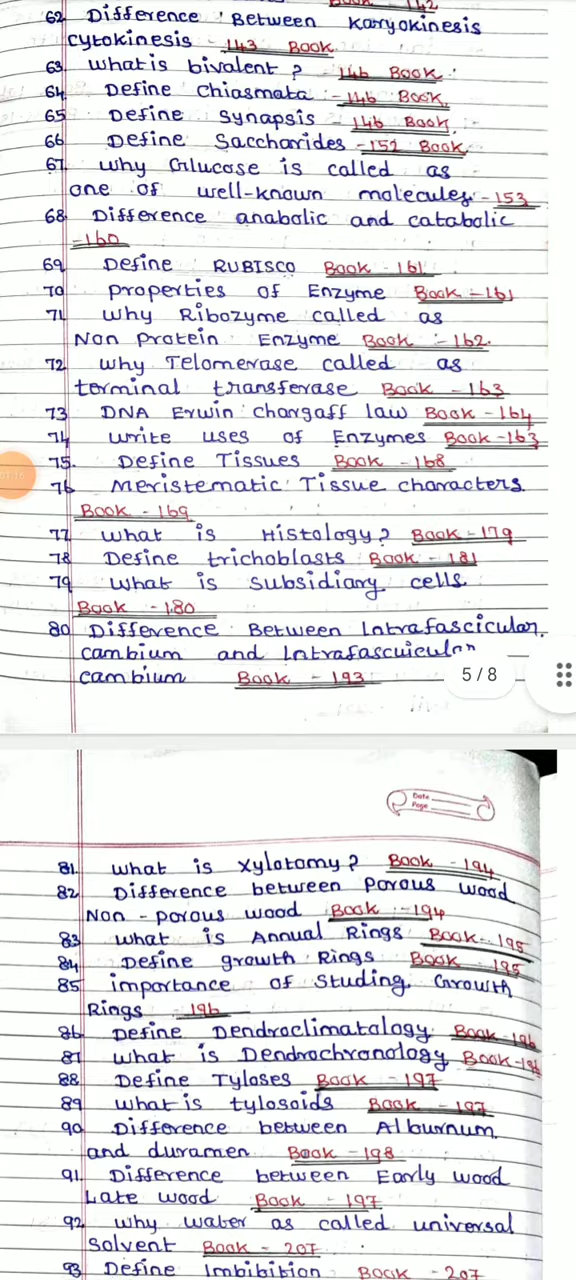 Book 142
62 Difference Between Karyokinesis
cytokinesis - 143 Book
63 what is bivalent ? - 146 Book
64 Define Chiasmata - 146 Book
65 Define Synapsis - 146 Book
66 Define Saccharides - 152 Book
67 why Glucose is called as
one of well-known molecules - 153
68 Difference anabolic and catabolic
- 160
69 Define RUBISCO Book - 161
70 properties of Enzyme Book - 161
71 why Ribozyme called as
Non protein Enzyme Book - 162.
72 why Telomerase called as
terminal transferase Book - 163
73 DNA Erwin chargaff law Book - 164
74 write uses of Enzymes Book - 163
75. Define Tissues Book - 168
76 Meristematic Tissue characters
Book - 169
77 what is Histology? Book - 179
78 Define trichoblasts Book - 181
79 what is subsidiary cells
Book - 180
80 Difference Between Intrafascicular
cambium and Intrafascuicular
cambium Book - 193
5/8
Date
Page
81. what is xylotomy? Book - 194
82. Difference between porous wood
Non - porous wood Book - 194
83 what is Annual Rings Book - 195
84 Define growth Rings Book - 195
85 importance of Studing Growth
Rings - 196
86 Define Dendroclimatology Book - 196
87 what is Dendrochronology Book - 196
88 Define Tyloses Book - 197
89 what is tylosoids Book - 197
90 Difference between Alburnum
and duramen Book - 198
91 Difference between Early wood
Late wood Book - 197
92 why water as called universal
solvent Book - 207
93 Define Imbibition Book - 207